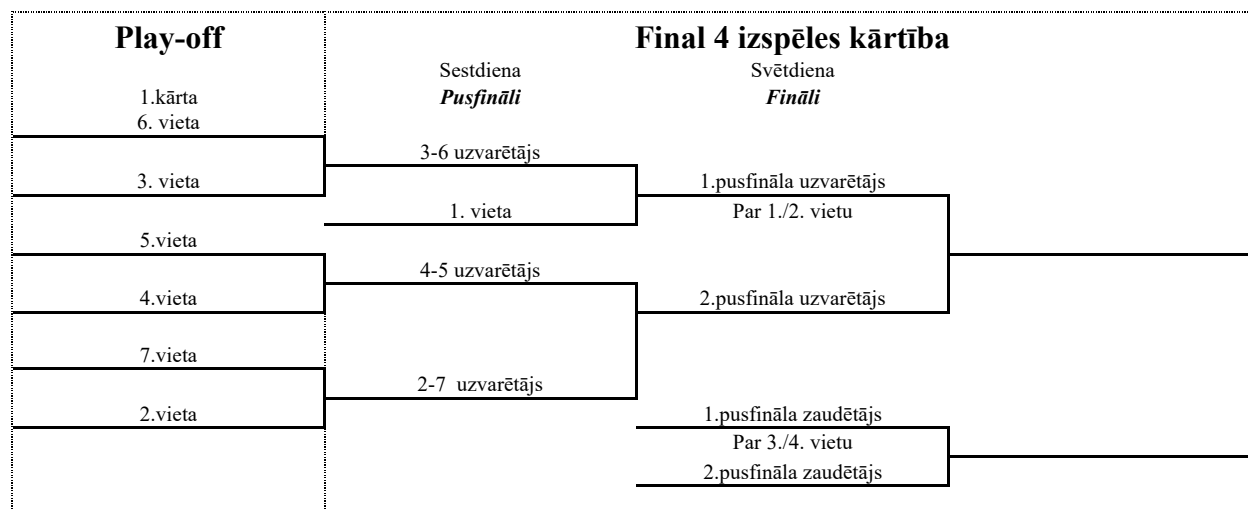 Play-off
Final 4 izspēles kārtība
Sestdiena
Svētdiena
1.kārta
Pusfināli
Fināli
6. vieta
3-6 uzvarētājs
3. vieta
1.pusfināla uzvarētājs
1. vieta
Par 1./2. vietu
5.vieta
4-5 uzvarētājs
4.vieta
2.pusfināla uzvarētājs
7.vieta
2-7 uzvarētājs
2.vieta
1.pusfināla zaudētājs
Par 3./4. vietu
2.pusfināla zaudētājs